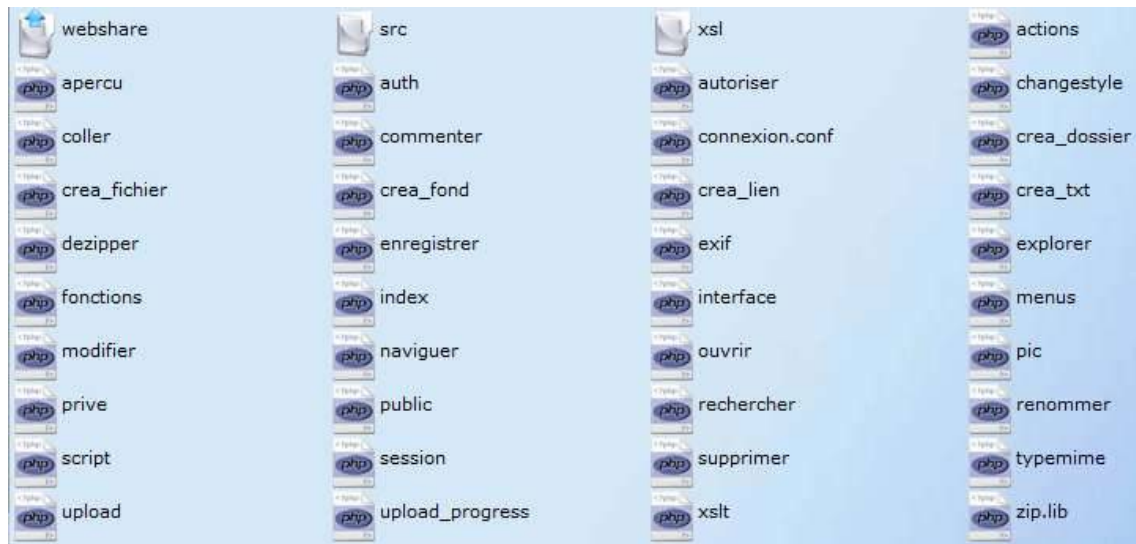 webshare src xsl actions
apercu auth autoriser changestyle
coller commenter connexion.conf crea_dossier
crea_fichier crea_fond crea_lien crea_txt
dezipper enregistrer exif explorer
fonctions index interface menus
modifier naviguer ouvrir pic
prive public rechercher renommer
script session supprimer typemime
upload upload_progress xslt zip.lib